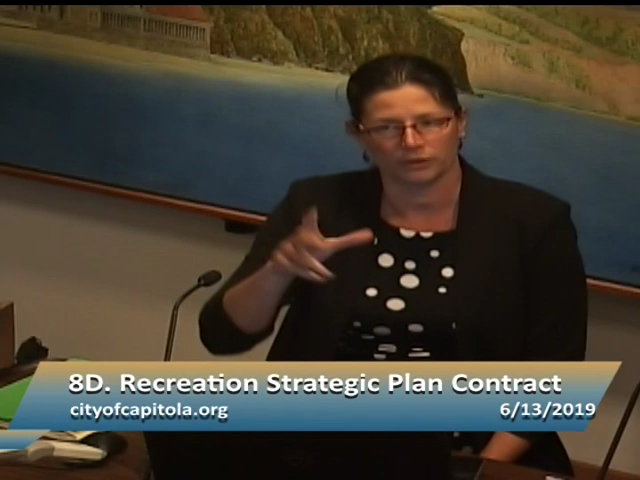 8D. Recreation Strategic Plan Contract
cityofcapitola.org 6/13/2019